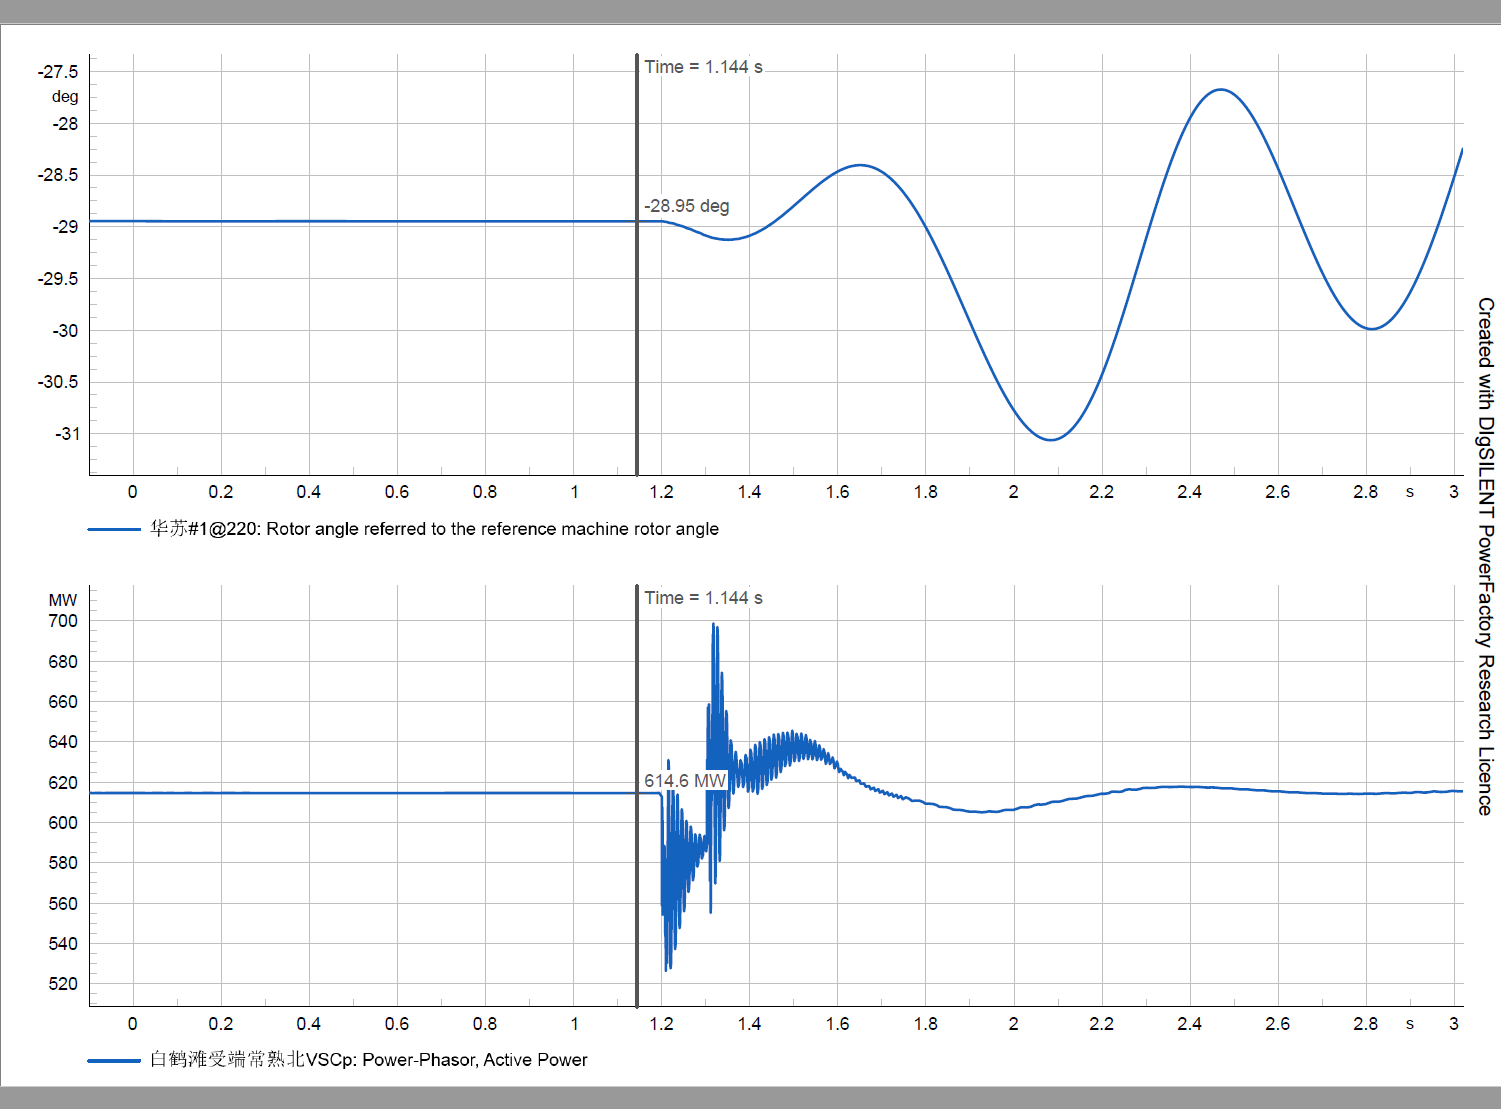 Time = 1.144 s
-27.5
deg
-28
-28.5
-28.95 deg
-29
-29.5
-30
-30.5
-31
0 0.2 0.4 0.6 0.8 1 1.2 1.4 1.6 1.8 2 2.2 2.4 2.6 2.8 s 3
华苏#1@220: Rotor angle referred to the reference machine rotor angle
Time = 1.144 s
MW
700
680
660
640
620
614.6 MW
600
580
560
540
520
0 0.2 0.4 0.6 0.8 1 1.2 1.4 1.6 1.8 2 2.2 2.4 2.6 2.8 s 3
白鹤滩受端常熟北VSCp: Power-Phasor, Active Power
Created with DIgSILENT PowerFactory Research Licence